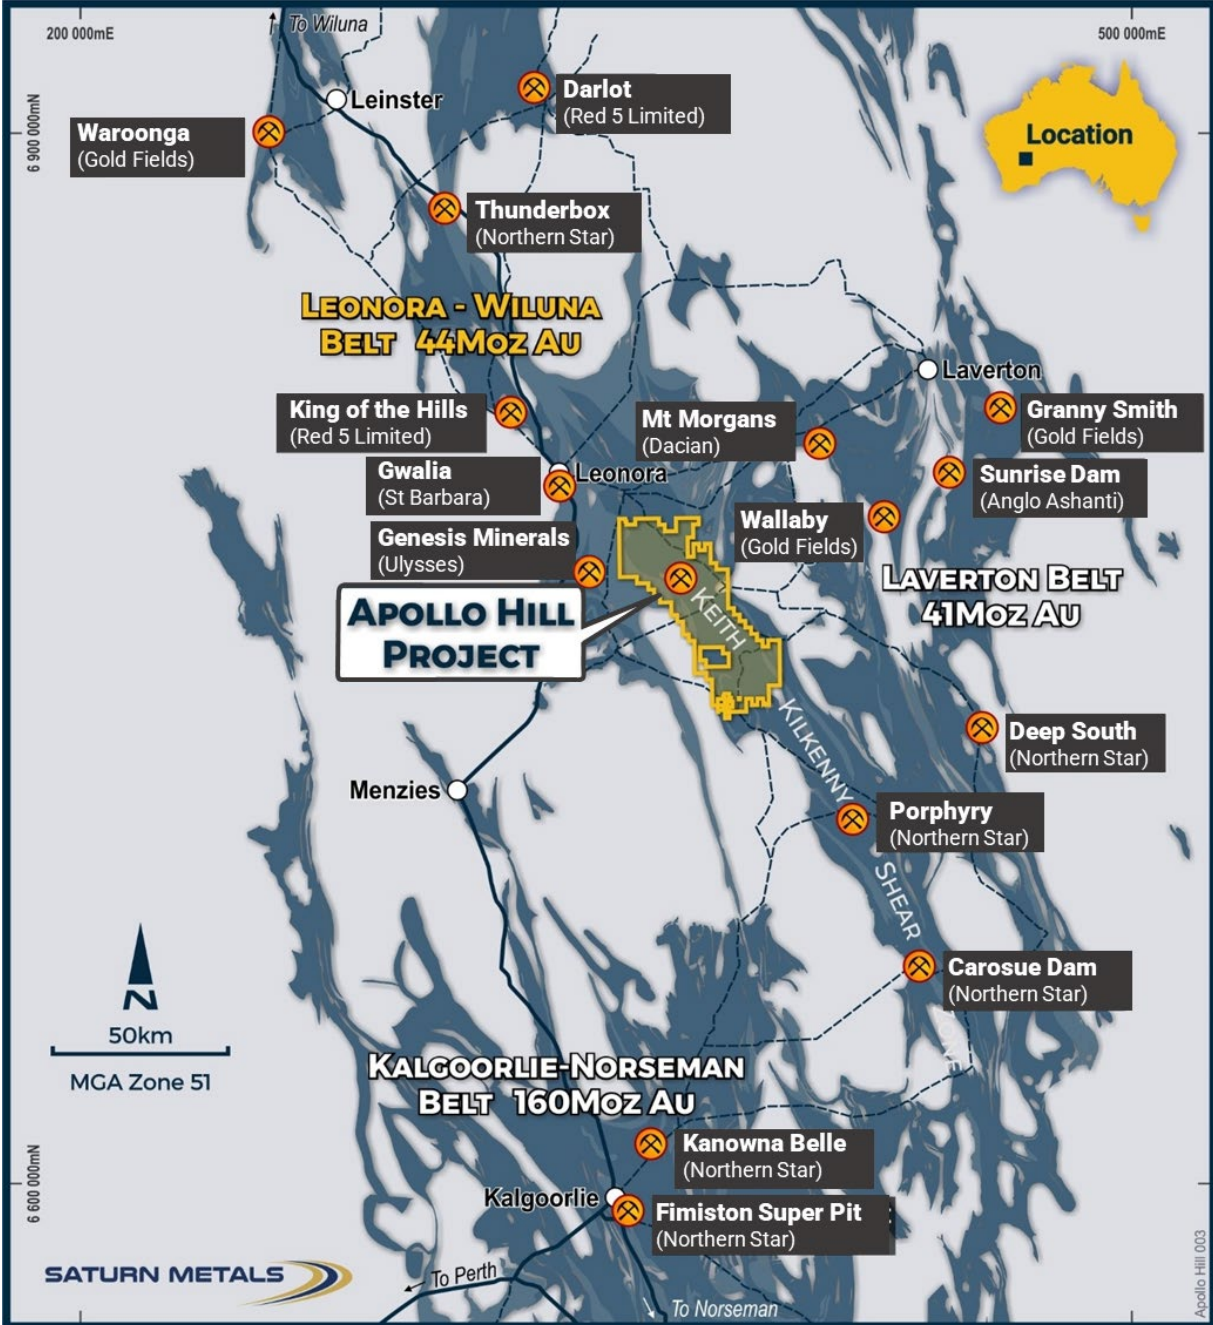 To Wiluna
200 000mE
500 000mE
Leinster
Darlot
(Red 5 Limited)
6 900 000mN
Waroonga
(Gold Fields)
Location
Thunderbox
(Northern Star)
LEONORA - WILUNA
BELT 44MOZ AU
Laverton
King of the Hills
(Red 5 Limited)
Mt Morgans
(Dacian)
Granny Smith
(Gold Fields)
Gwalia
(St Barbara)
Leonora
Sunrise Dam
(Anglo Ashanti)
Genesis Minerals
(Ulysses)
Wallaby
(Gold Fields)
LAVERTON BELT
41MOZ AU
APOLLO HILL
PROJECT
KEITH
KILKENNY
SHEAR
ZONE
Deep South
(Northern Star)
Menzies
Porphyry
(Northern Star)
Carosue Dam
(Northern Star)
N
50km
MGA Zone 51
KALGOORLIE-NORSEMAN
BELT 160MOZ AU
Kanowna Belle
(Northern Star)
6 600 000mN
Kalgoorlie
Fimiston Super Pit
(Northern Star)
SATURN METALS
To Perth
To Norseman
Apollo Hill 003